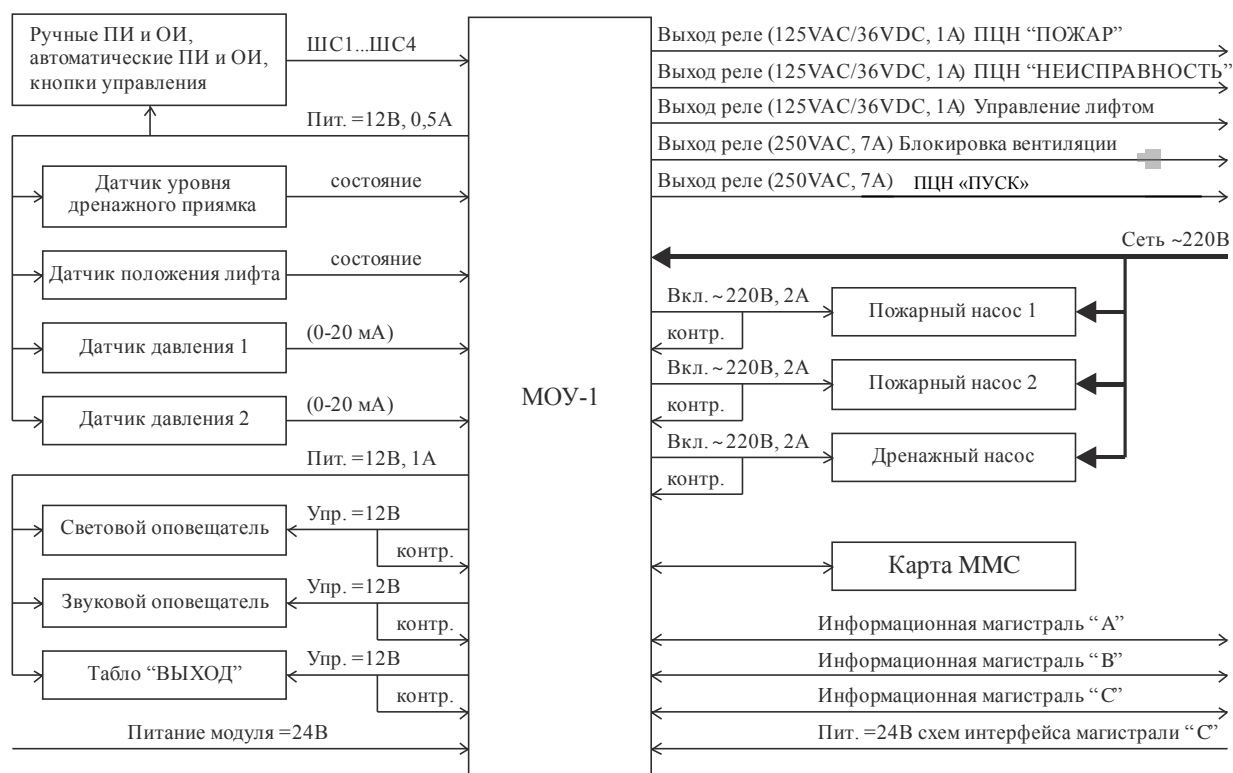 Ручные ПИ и ОИ,
автоматические ПИ и ОИ,
кнопки управления
ШС1...ШС4
Пит. =12В, 0,5А
Датчик уровня
дренажного приямка
состояние
Датчик положения лифта
состояние
Датчик давления 1
(0-20 мА)
Датчик давления 2
(0-20 мА)
Пит. =12В, 1А
Световой оповещатель
Упр. =12В
контр.
Звуковой оповещатель
Упр. =12В
контр.
Табло “ВЫХОД”
Упр. =12В
контр.
Питание модуля =24В
МОУ-1
Выход реле (125VAC/36VDC, 1А) ПЦН “ПОЖАР”
Выход реле (125VAC/36VDC, 1А) ПЦН “НЕИСПРАВНОСТЬ”
Выход реле (125VAC/36VDC, 1А) Управление лифтом
Выход реле (250VAC, 7А) Блокировка вентиляции
Выход реле (250VAC, 7А) ПЦН «ПУСК»
Сеть ~220В
Вкл. ~220В, 2А
контр.
Пожарный насос 1
Вкл. ~220В, 2А
контр.
Пожарный насос 2
Вкл. ~220В, 2А
контр.
Дренажный насос
Карта ММС
Информационная магистраль “А”
Информационная магистраль “В”
Информационная магистраль “С”
Пит. =24В схем интерфейса магистрали “С”